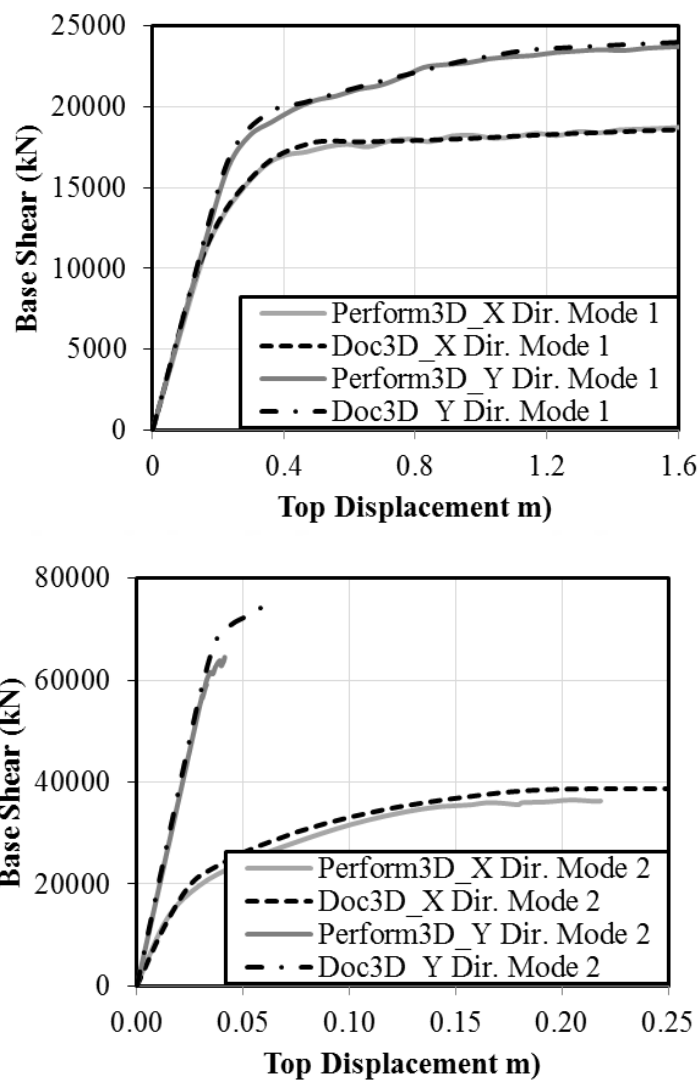 25000
20000
15000
10000
5000
0
Base Shear (kN)
Perform3D_X Dir. Mode 1
Doc3D_X Dir. Mode 1
Perform3D_Y Dir. Mode 1
Doc3D_Y Dir. Mode 1
0 0.4 0.8 1.2 1.6
Top Displacement m)
80000
60000
40000
20000
0
Base Shear (kN)
Perform3D_X Dir. Mode 2
Doc3D_X Dir. Mode 2
Perform3D_Y Dir. Mode 2
Doc3D_Y Dir. Mode 2
0.00 0.05 0.10 0.15 0.20 0.25
Top Displacement m)